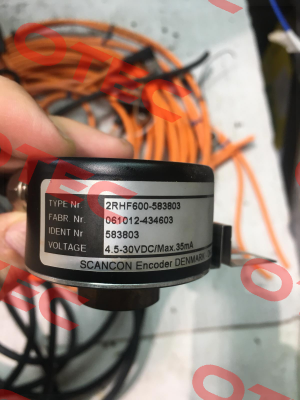 TYPE Nr 2RHF600-583803
FABR. Nr. 061012-434603
IDENT Nr 583803
VOLTAGE 4.5-30VDC/Max.35mA
SCANCON Encoder DENMARK